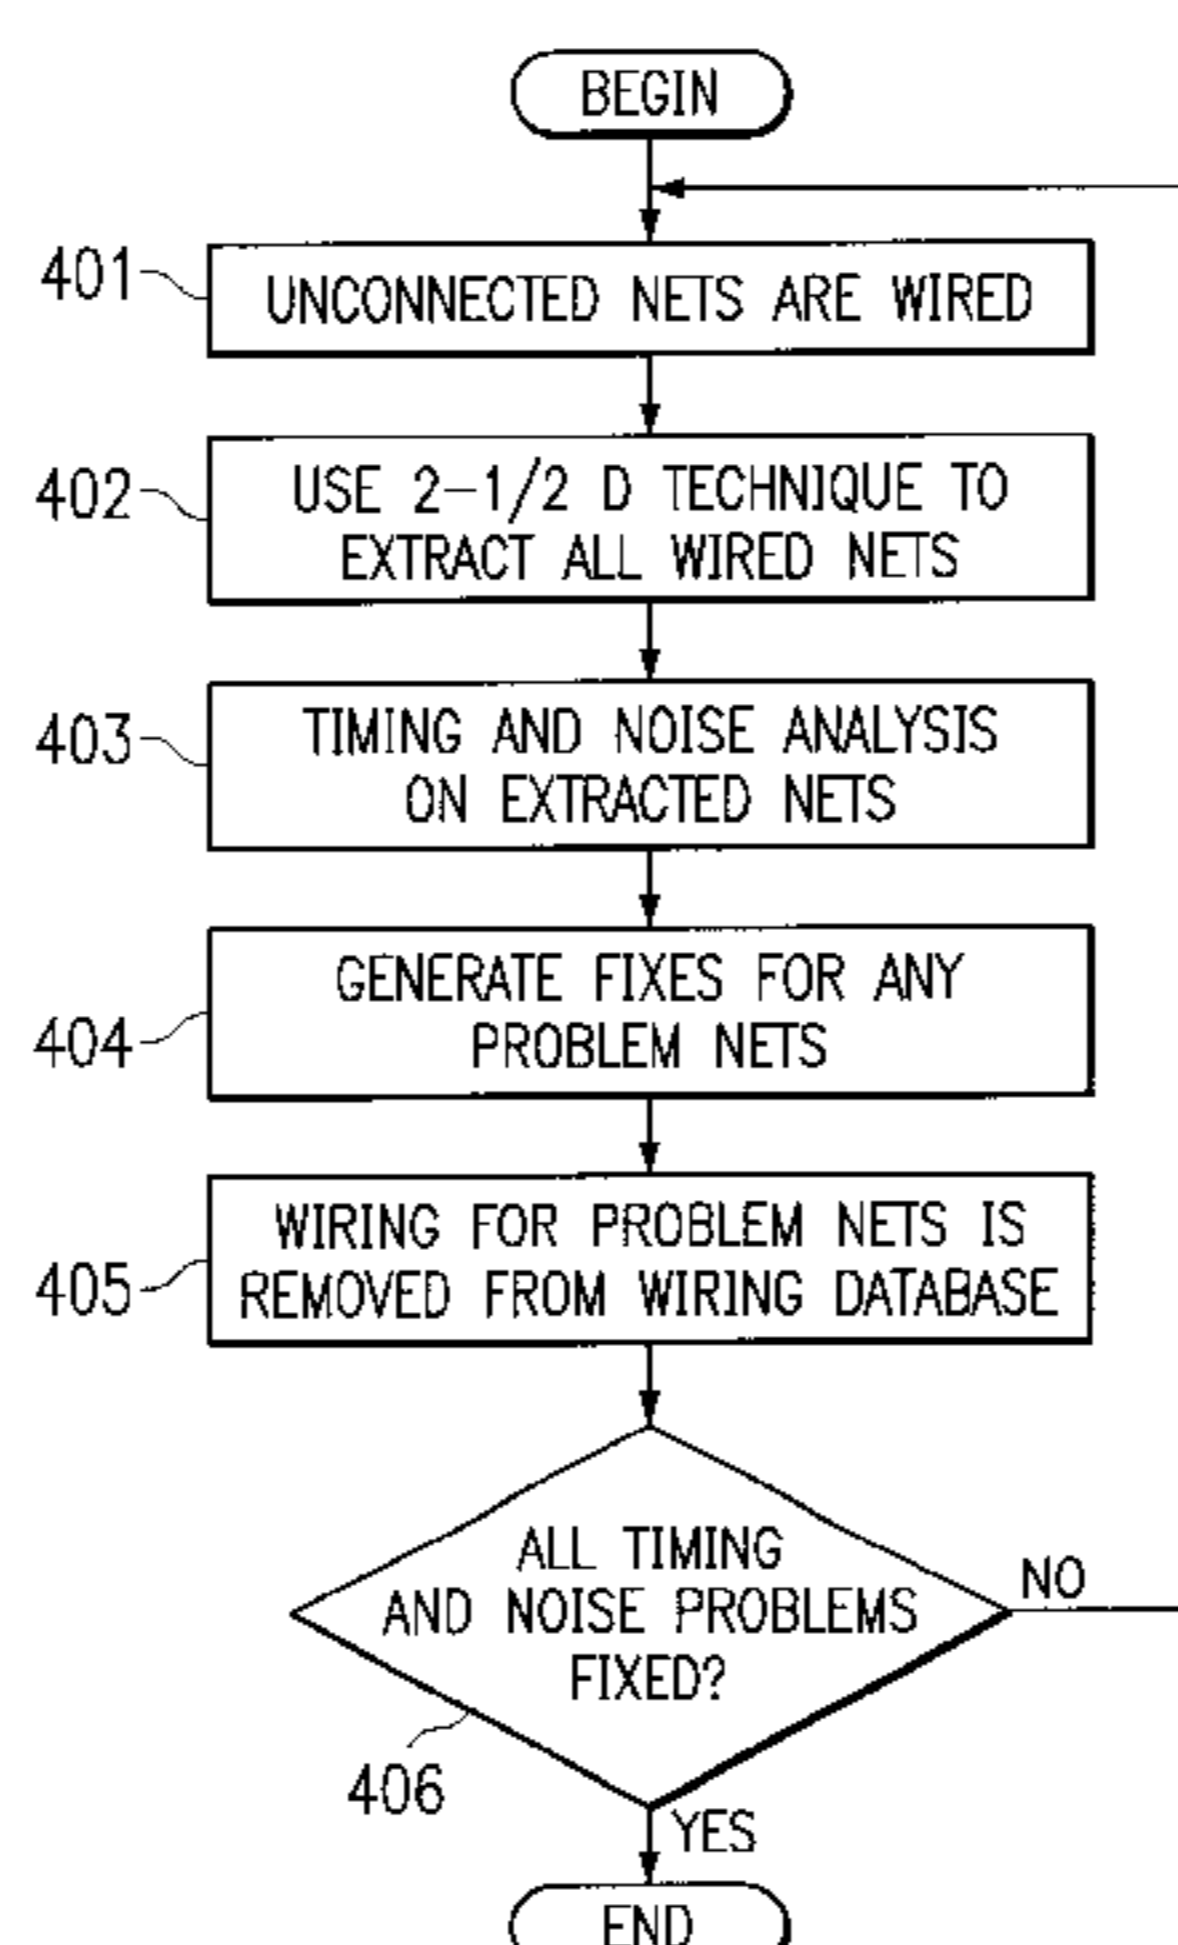 BEGIN
401
UNCONNECTED NETS ARE WIRED
402
USE 2-1/2 D TECHNIQUE TO
EXTRACT ALL WIRED NETS
403
TIMING AND NOISE ANALYSIS
ON EXTRACTED NETS
404
GENERATE FIXES FOR ANY
PROBLEM NETS
405
WIRING FOR PROBLEM NETS IS
REMOVED FROM WIRING DATABASE
ALL TIMING
AND NOISE PROBLEMS
FIXED?
NO
406
YES
END